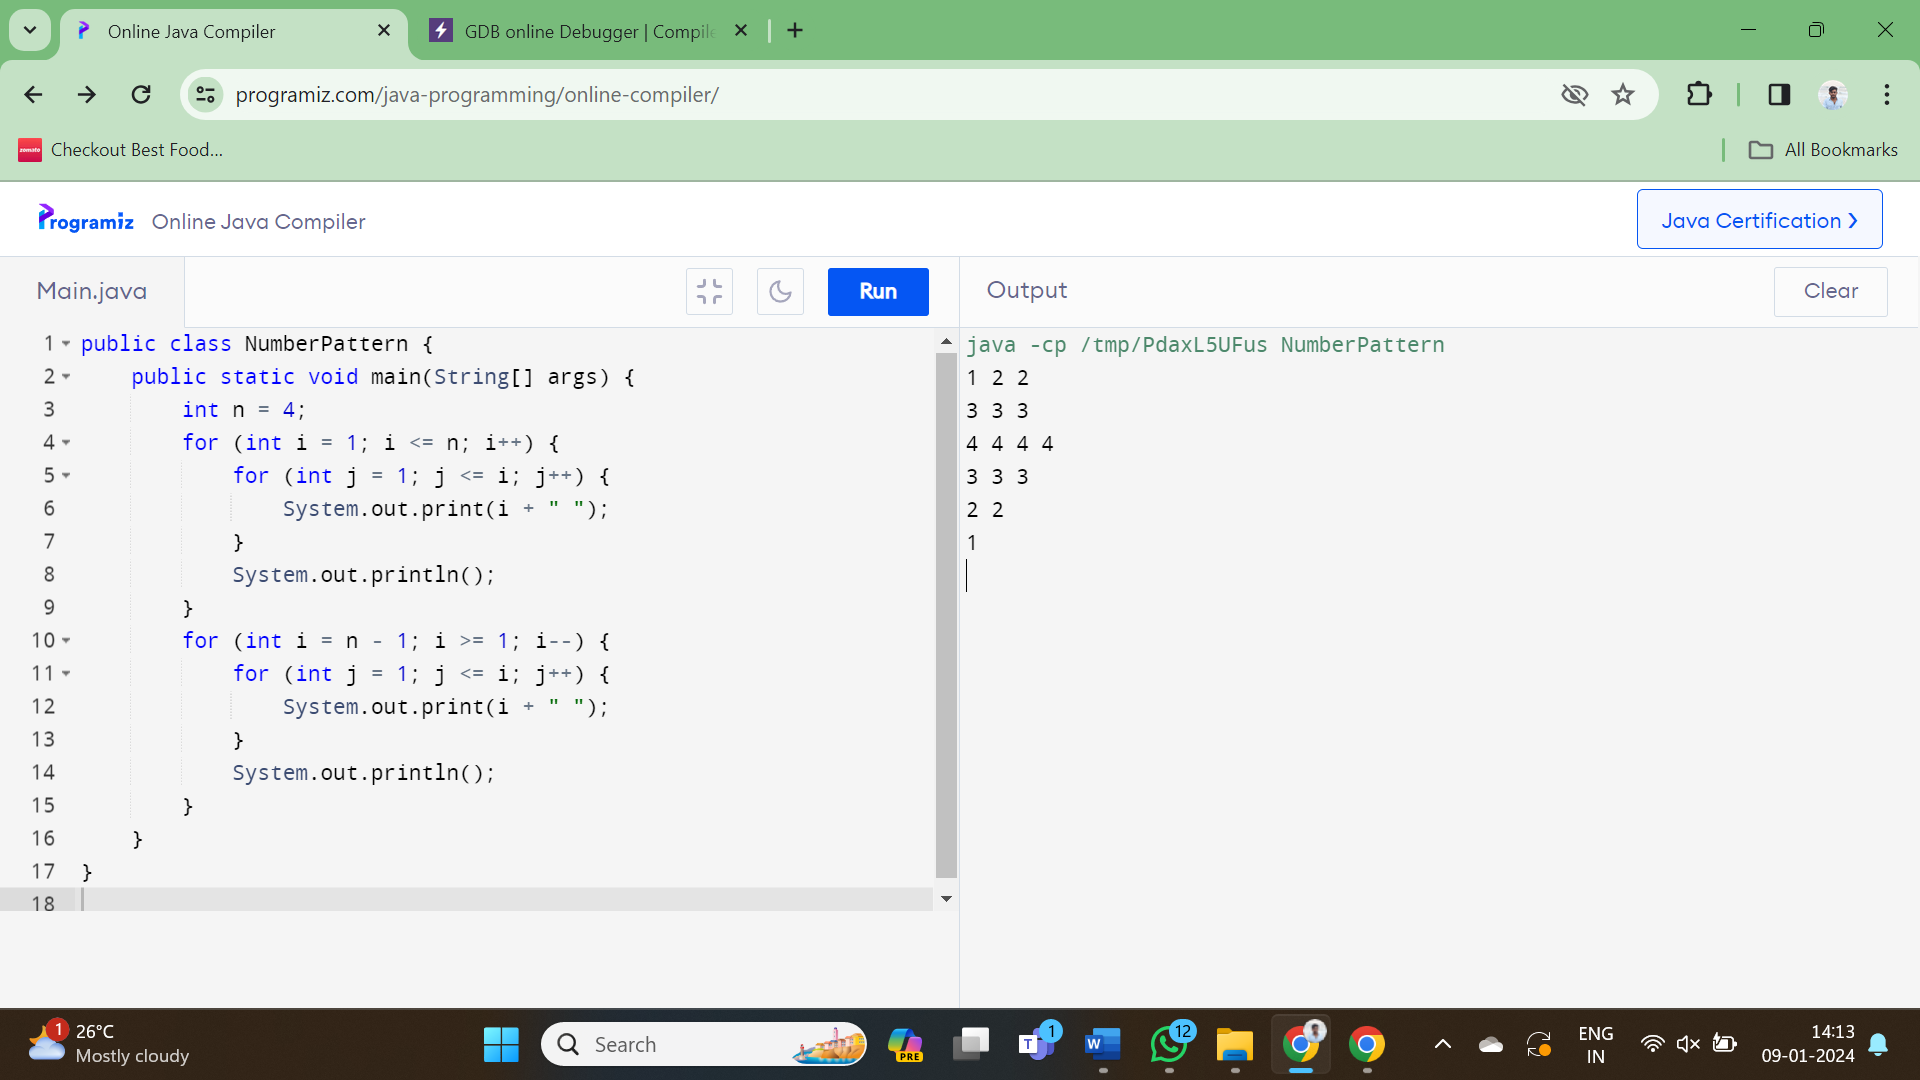 Online Java Compiler
GDB online Debugger | Compile
programiz.com/java-programming/online-compiler/
zomato
Checkout Best Food...
All Bookmarks
Programiz Online Java Compiler
Java Certification ›
Main.java
Run
Output
Clear
1 public class NumberPattern {
2     public static void main(String[] args) {
3         int n = 4;
4         for (int i = 1; i <= n; i++) {
5             for (int j = 1; j <= i; j++) {
6                 System.out.print(i + " ");
7             }
8             System.out.println();
9         }
10         for (int i = n - 1; i >= 1; i--) {
11             for (int j = 1; j <= i; j++) {
12                 System.out.print(i + " ");
13             }
14             System.out.println();
15         }
16     }
17 }
18
java -cp /tmp/PdaxL5UFus NumberPattern
1 2 2
3 3 3
4 4 4 4
3 3 3
2 2
1
1
26°C
Mostly cloudy
Search
PRE
T
1
W
12
ENG
IN
14:13
09-01-2024